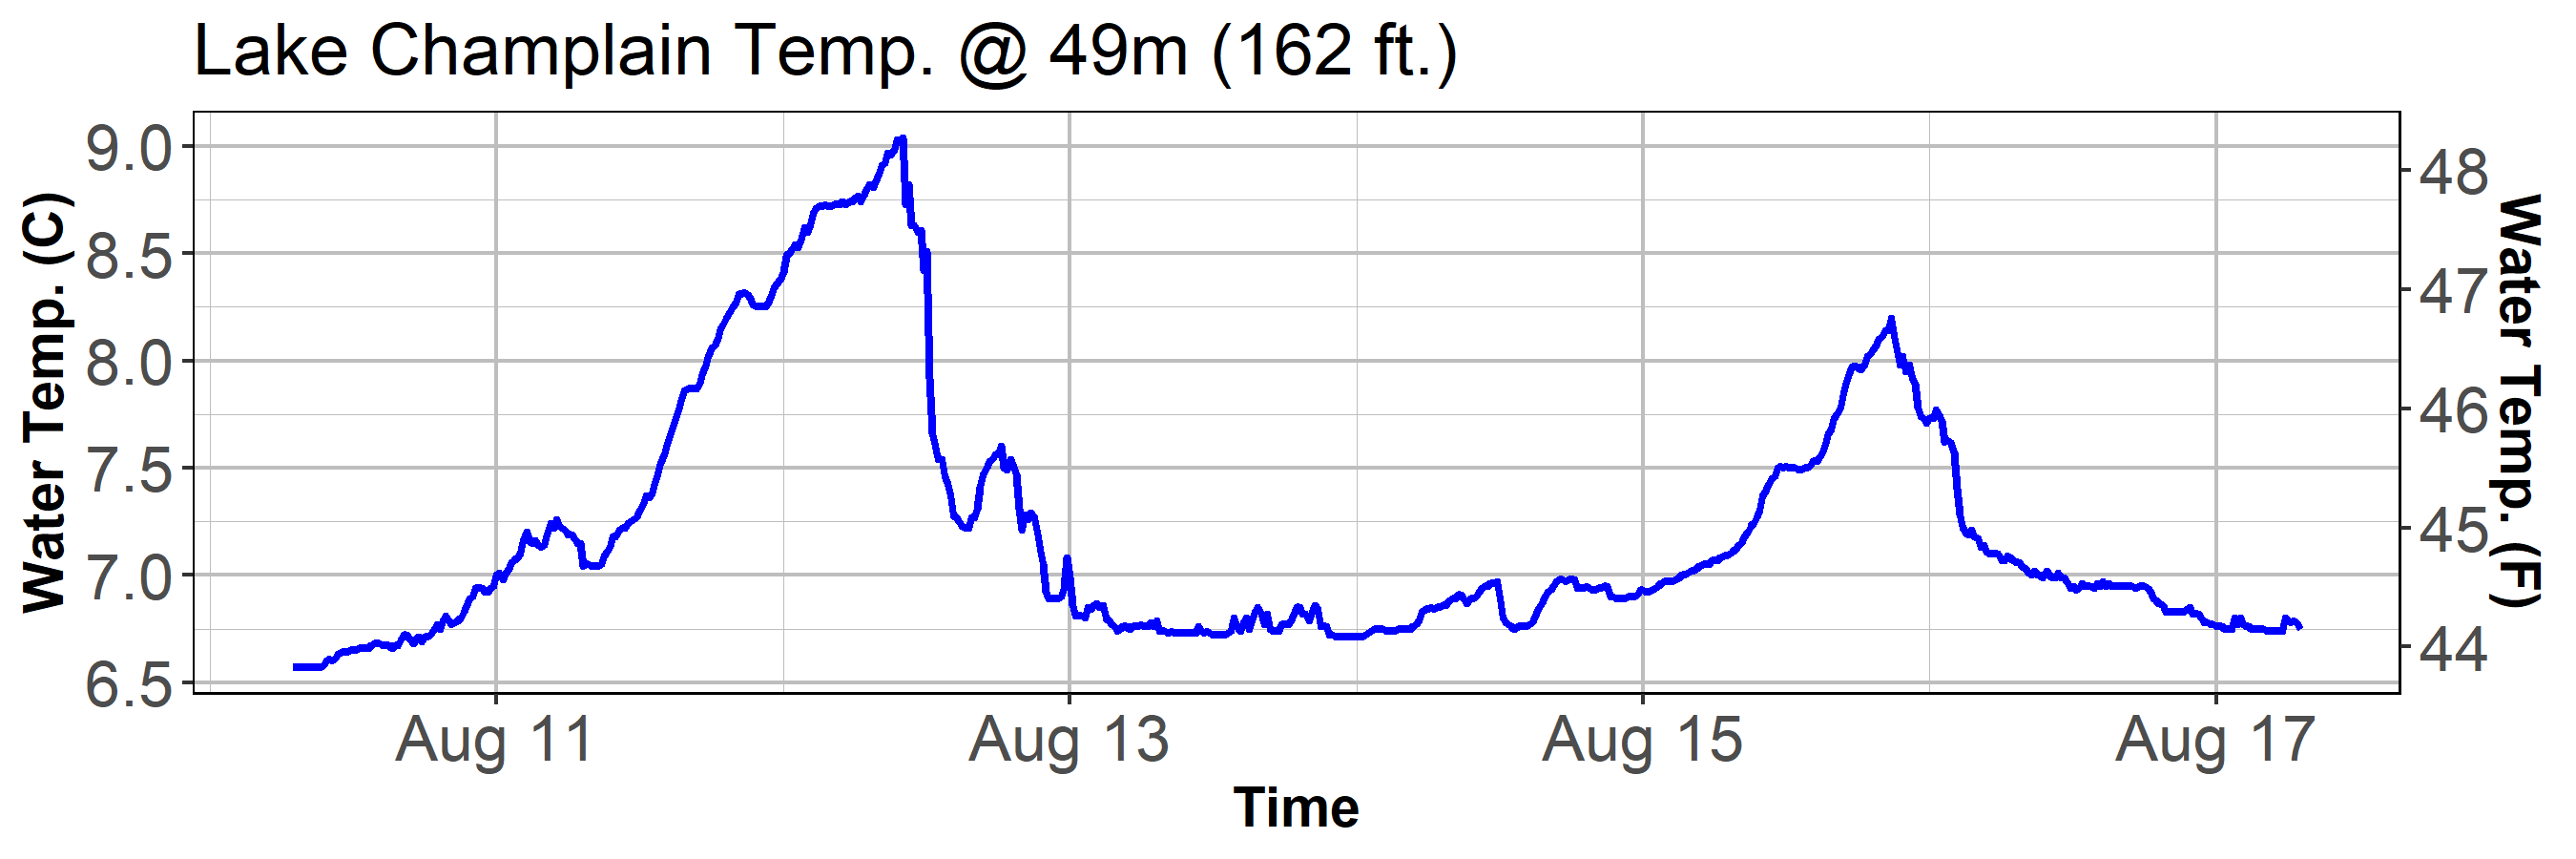 Lake Champlain Temp. @ 49m (162 ft.)
Water Temp. (C)
9.0
8.5
8.0
7.5
7.0
6.5
48
47
46
45
44
Water Temp. (F)
Aug 11
Aug 13
Aug 15
Aug 17
Time